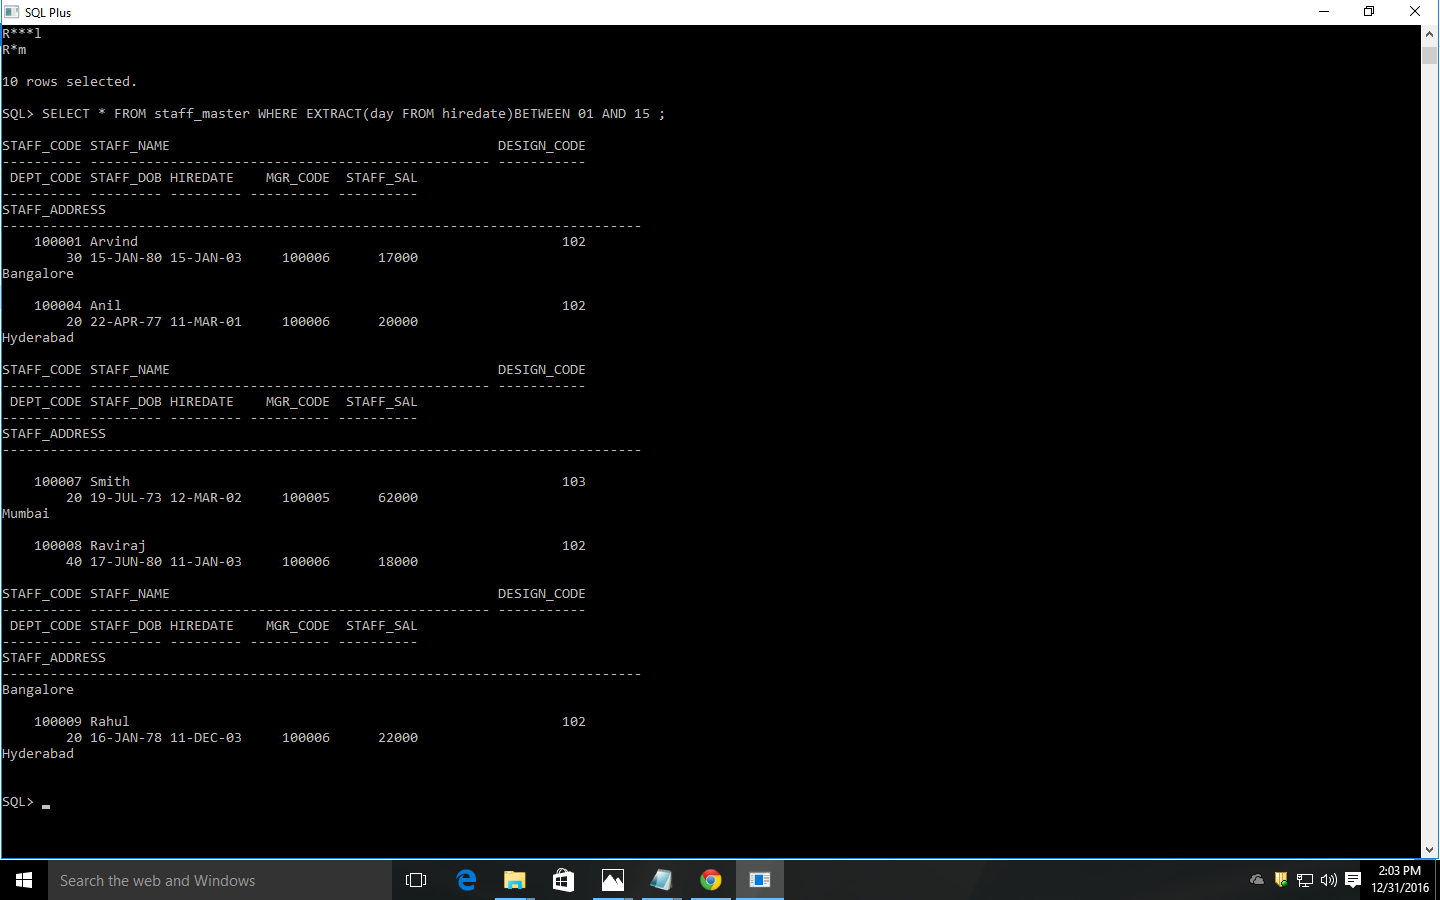 SQL Plus
R***l
R*m
10 rows selected.
SQL> SELECT * FROM staff_master WHERE EXTRACT(day FROM hiredate)BETWEEN 01 AND 15 ;
STAFF_CODE STAFF_NAME                                         DESIGN_CODE
---------- -------------------------------------------------- -----------
 DEPT_CODE STAFF_DOB HIREDATE    MGR_CODE  STAFF_SAL
---------- --------- --------- ---------- ----------
STAFF_ADDRESS
--------------------------------------------------------------------------------
    100001 Arvind                                                     102
        30 15-JAN-80 15-JAN-03     100006      17000
Bangalore
    100004 Anil                                                       102
        20 22-APR-77 11-MAR-01     100006      20000
Hyderabad
STAFF_CODE STAFF_NAME                                         DESIGN_CODE
---------- -------------------------------------------------- -----------
 DEPT_CODE STAFF_DOB HIREDATE    MGR_CODE  STAFF_SAL
---------- --------- --------- ---------- ----------
STAFF_ADDRESS
--------------------------------------------------------------------------------
    100007 Smith                                                      103
        20 19-JUL-73 12-MAR-02     100005      62000
Mumbai
    100008 Raviraj                                                    102
        40 17-JUN-80 11-JAN-03     100006      18000
STAFF_CODE STAFF_NAME                                         DESIGN_CODE
---------- -------------------------------------------------- -----------
 DEPT_CODE STAFF_DOB HIREDATE    MGR_CODE  STAFF_SAL
---------- --------- --------- ---------- ----------
STAFF_ADDRESS
--------------------------------------------------------------------------------
Bangalore
    100009 Rahul                                                      102
        20 16-JAN-78 11-DEC-03     100006      22000
Hyderabad
SQL> _
Search the web and Windows
2:03 PM
12/31/2016